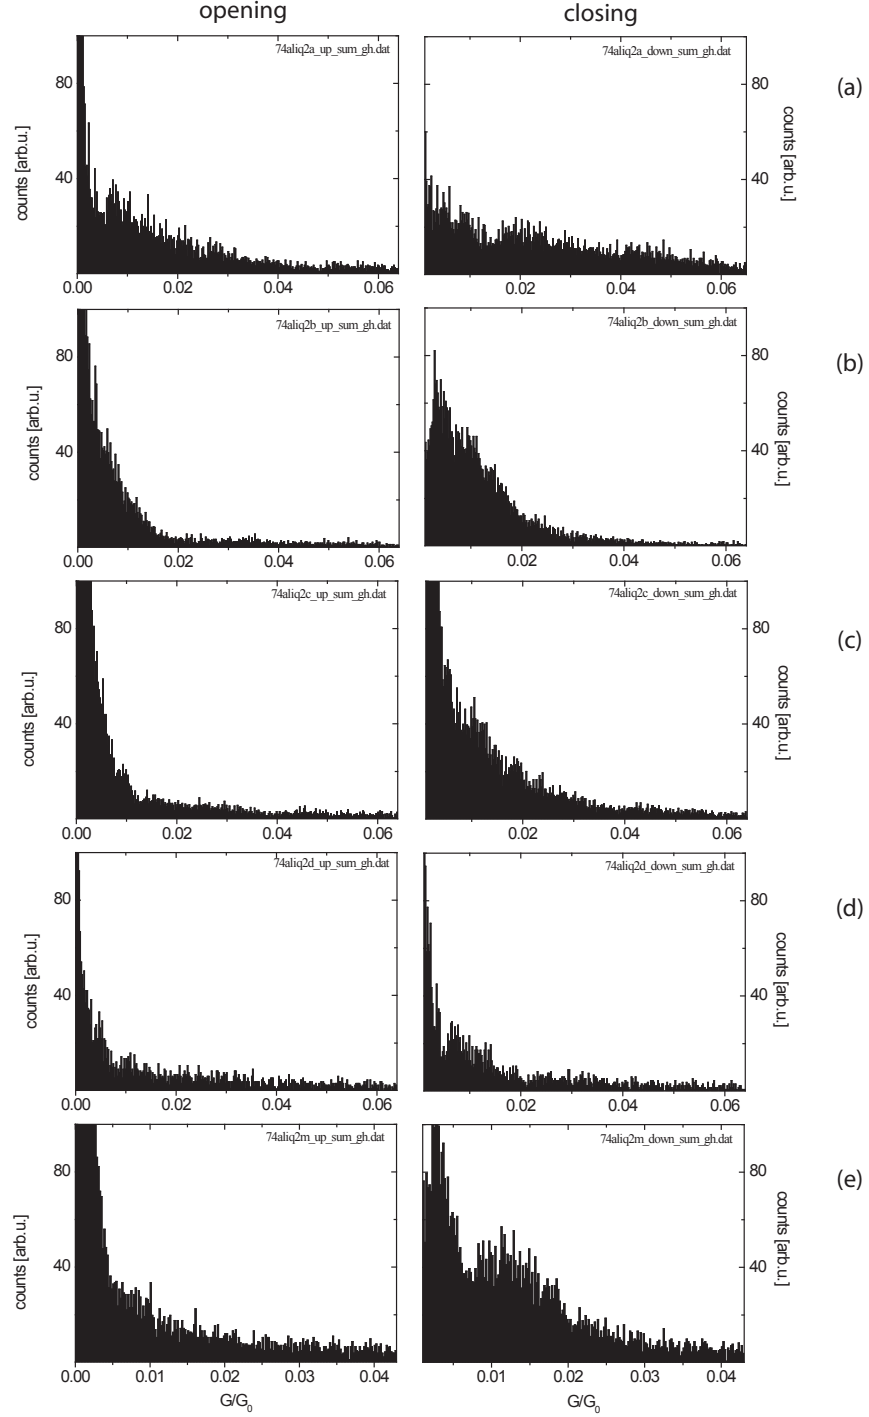 opening closing
74aliq2a_up_sum_gh.dat 74aliq2a_down_sum_gh.dat
80 80
(a)
counts [arb.u.] counts [arb.u.]
40 40
0.00 0.02 0.04 0.06 0.02 0.04 0.06
74aliq2b_up_sum_gh.dat 74aliq2b_down_sum_gh.dat
80 80
(b)
counts [arb.u.] counts [arb.u.]
40 40
0.00 0.02 0.04 0.06 0.02 0.04 0.06
74aliq2c_up_sum_gh.dat 74aliq2c_down_sum_gh.dat
80 80
(c)
counts [arb.u.] counts [arb.u.]
40 40
0.00 0.02 0.04 0.06 0.02 0.04 0.06
74aliq2d_up_sum_gh.dat 74aliq2d_down_sum_gh.dat
80 80
(d)
counts [arb.u.] counts [arb.u.]
40 40
0.00 0.02 0.04 0.06 0.02 0.04 0.06
74aliq2m_up_sum_gh.dat 74aliq2m_down_sum_gh.dat
80 80
(e)
counts [arb.u.] counts [arb.u.]
40 40
0.00 0.01 0.02 0.03 0.04 0.01 0.02 0.03 0.04
G/G₀ G/G₀